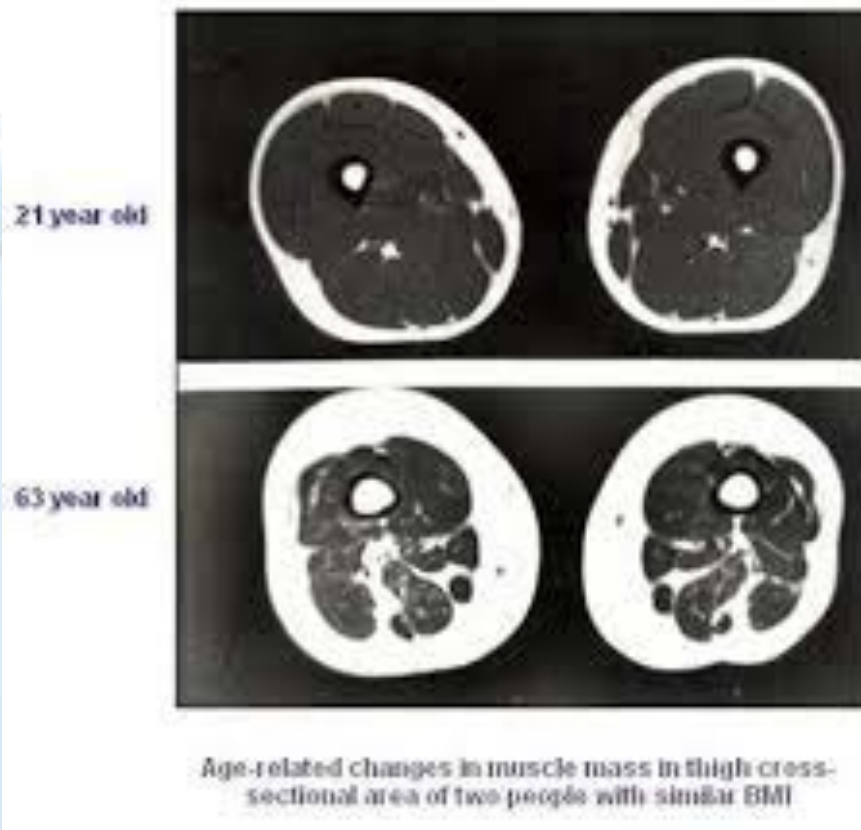 21 year old
63 year old
Age-related changes in muscle mass in thigh cross-
sectional area of two people with similar BMI